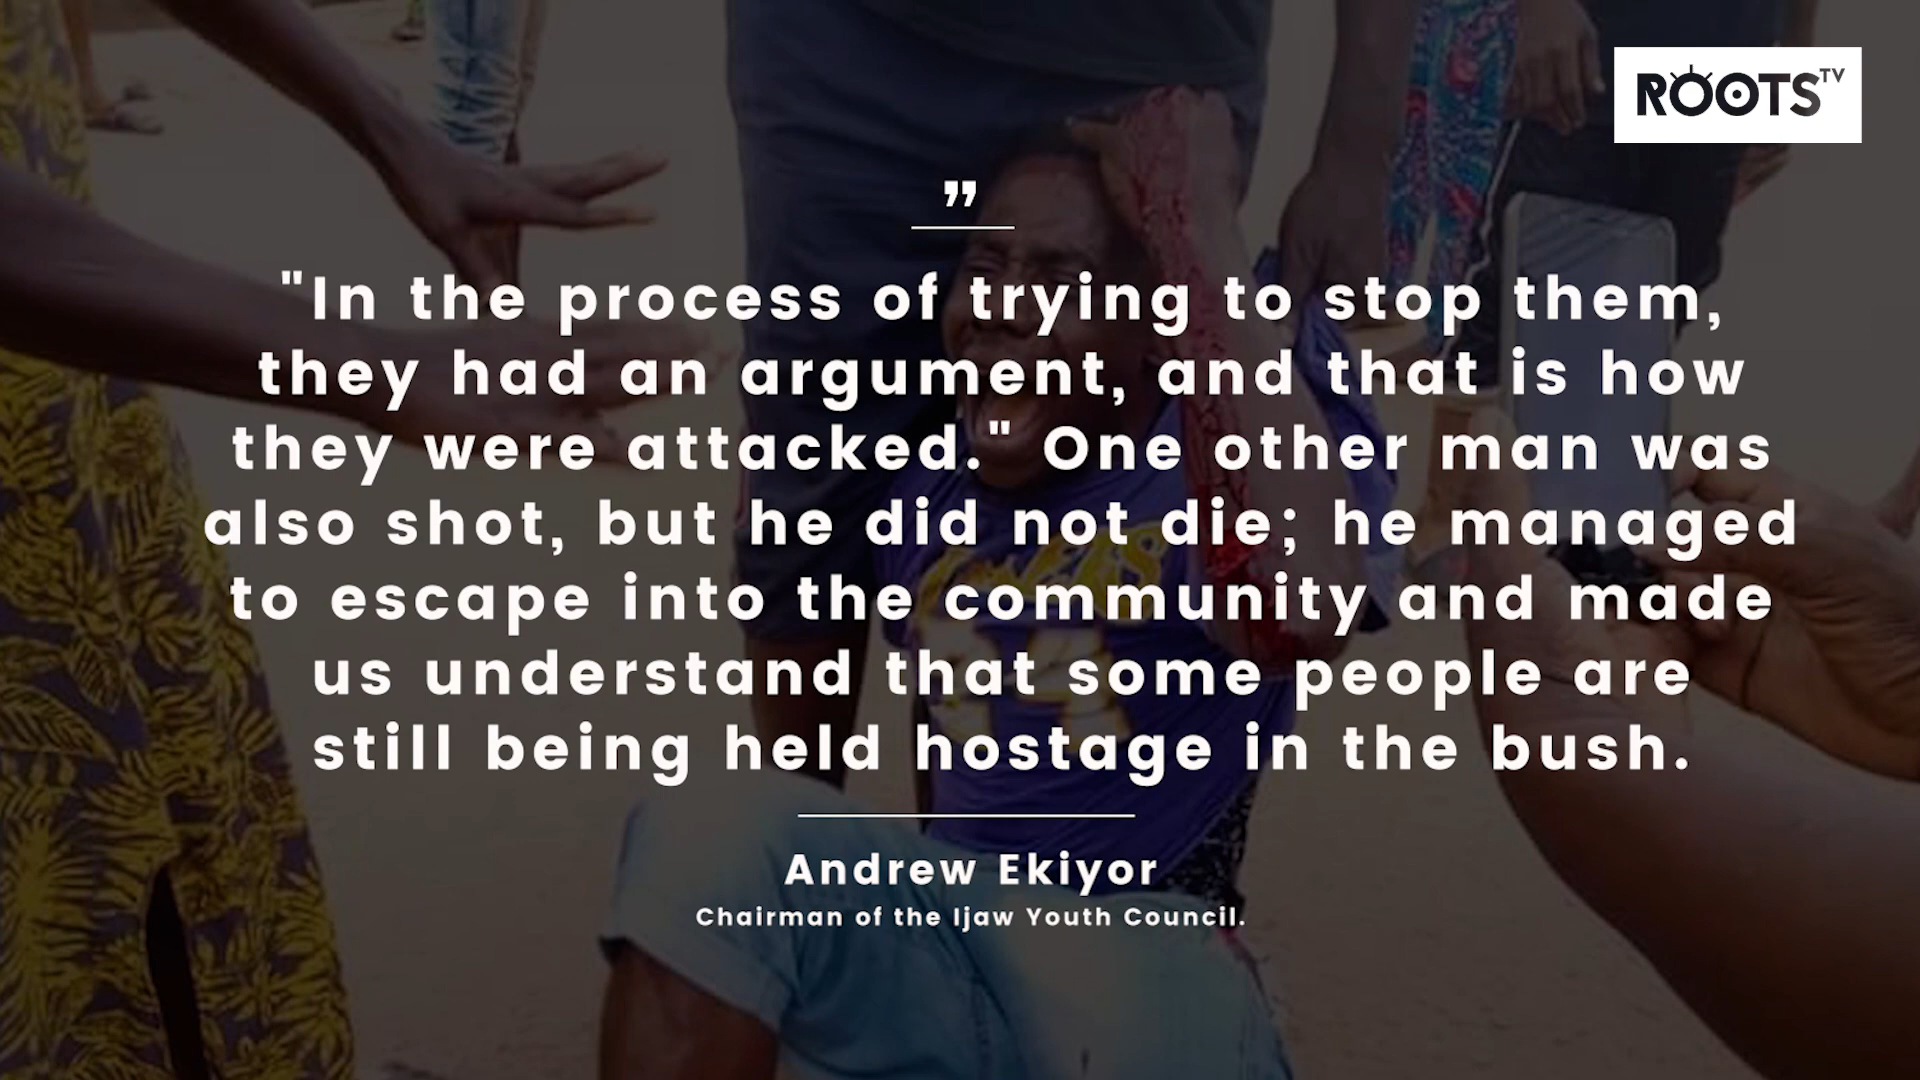 ROOTS TV
"
"In the process of trying to stop them,
they had an argument, and that is how
they were attacked." One other man was
also shot, but he did not die; he managed
to escape into the community and made
us understand that some people are
still being held hostage in the bush.
Andrew Ekiyor
Chairman of the Ijaw Youth Council.